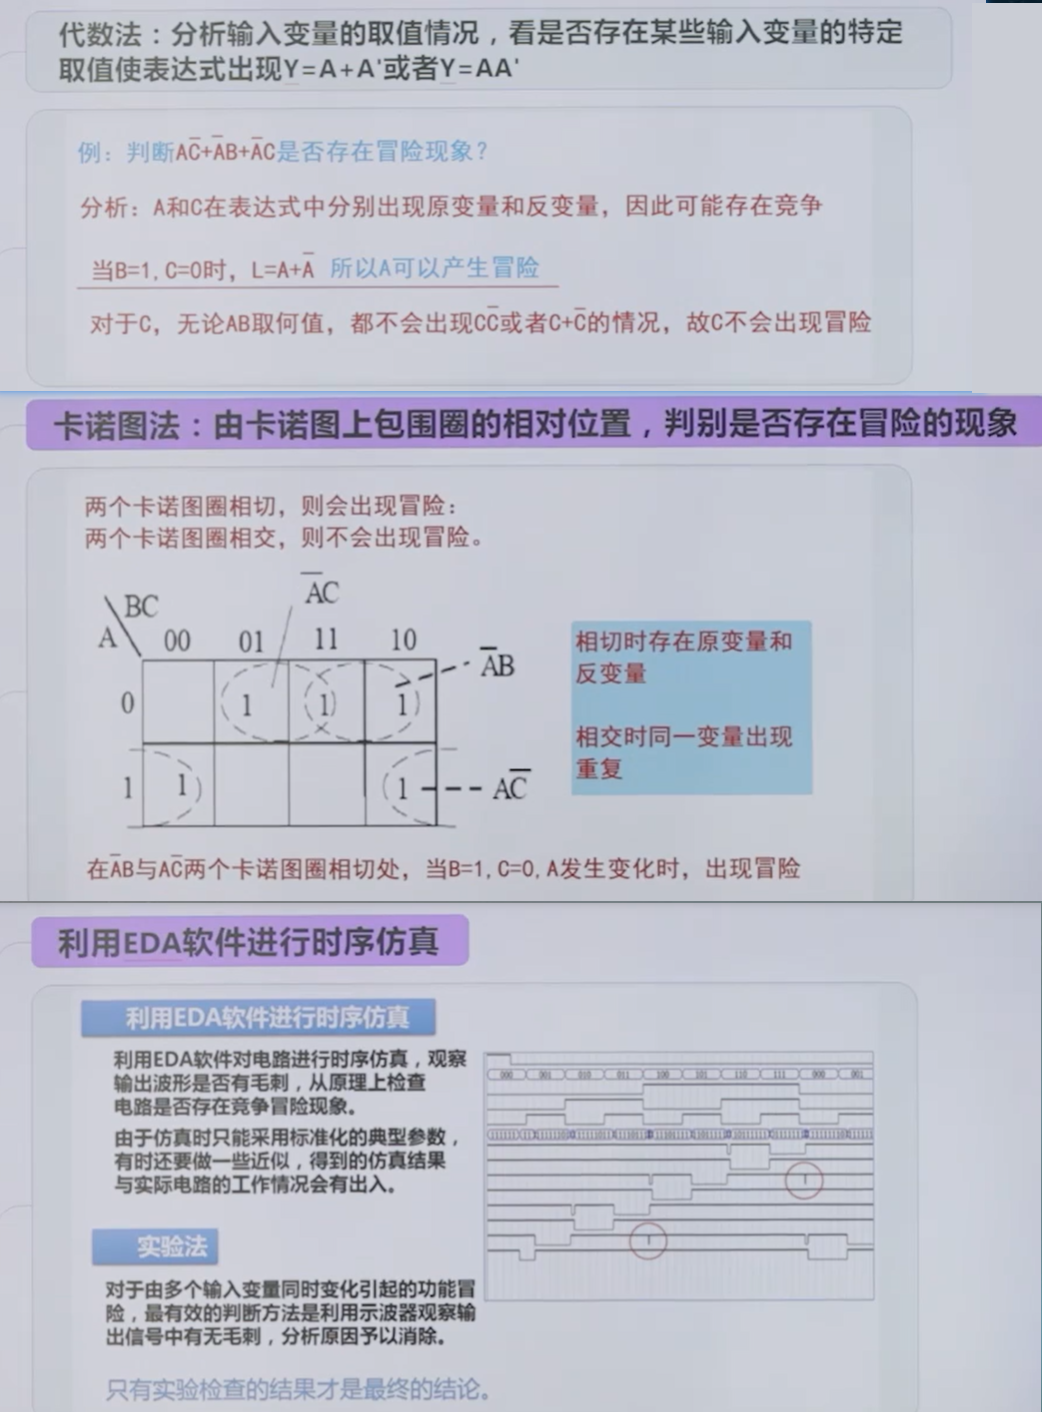 代数法：分析输入变量的取值情况，看是否存在某些输入变量的特定
取值使表达式出现Y=A+A'或者Y=AA'
例：判断AC̅+A̅B+A̅C是否存在冒险现象？
分析：A和C在表达式中分别出现原变量和反变量，因此可能存在竞争
当B=1,C=0时，L=A+A̅ 所以A可以产生冒险
对于C，无论AB取何值，都不会出现CC̅或者C+C̅的情况，故C不会出现冒险
卡诺图法：由卡诺图上包围圈的相对位置，判别是否存在冒险的现象
两个卡诺图圈相切，则会出现冒险：
两个卡诺图圈相交，则不会出现冒险。
A̅C
BC
A 00 01 11 10
A̅B
0 1 1 1
1 1 1 AC̅
相切时存在原变量和
反变量
相交时同一变量出现
重复
在A̅B与AC̅两个卡诺图圈相切处，当B=1,C=0,A发生变化时，出现冒险
利用EDA软件进行时序仿真
利用EDA软件进行时序仿真
利用EDA软件对电路进行时序仿真，观察
输出波形是否有毛刺，从原理上检查
电路是否存在竞争冒险现象。
由于仿真时只能采用标准化的典型参数，
有时还要做一些近似，得到的仿真结果
与实际电路的工作情况会有出入。
000 001 010 011 100 101 110 111 000 001
实验法
对于由多个输入变量同时变化引起的功能冒
险，最有效的判断方法是利用示波器观察输
出信号中有无毛刺，分析原因予以消除。
只有实验检查的结果才是最终的结论。